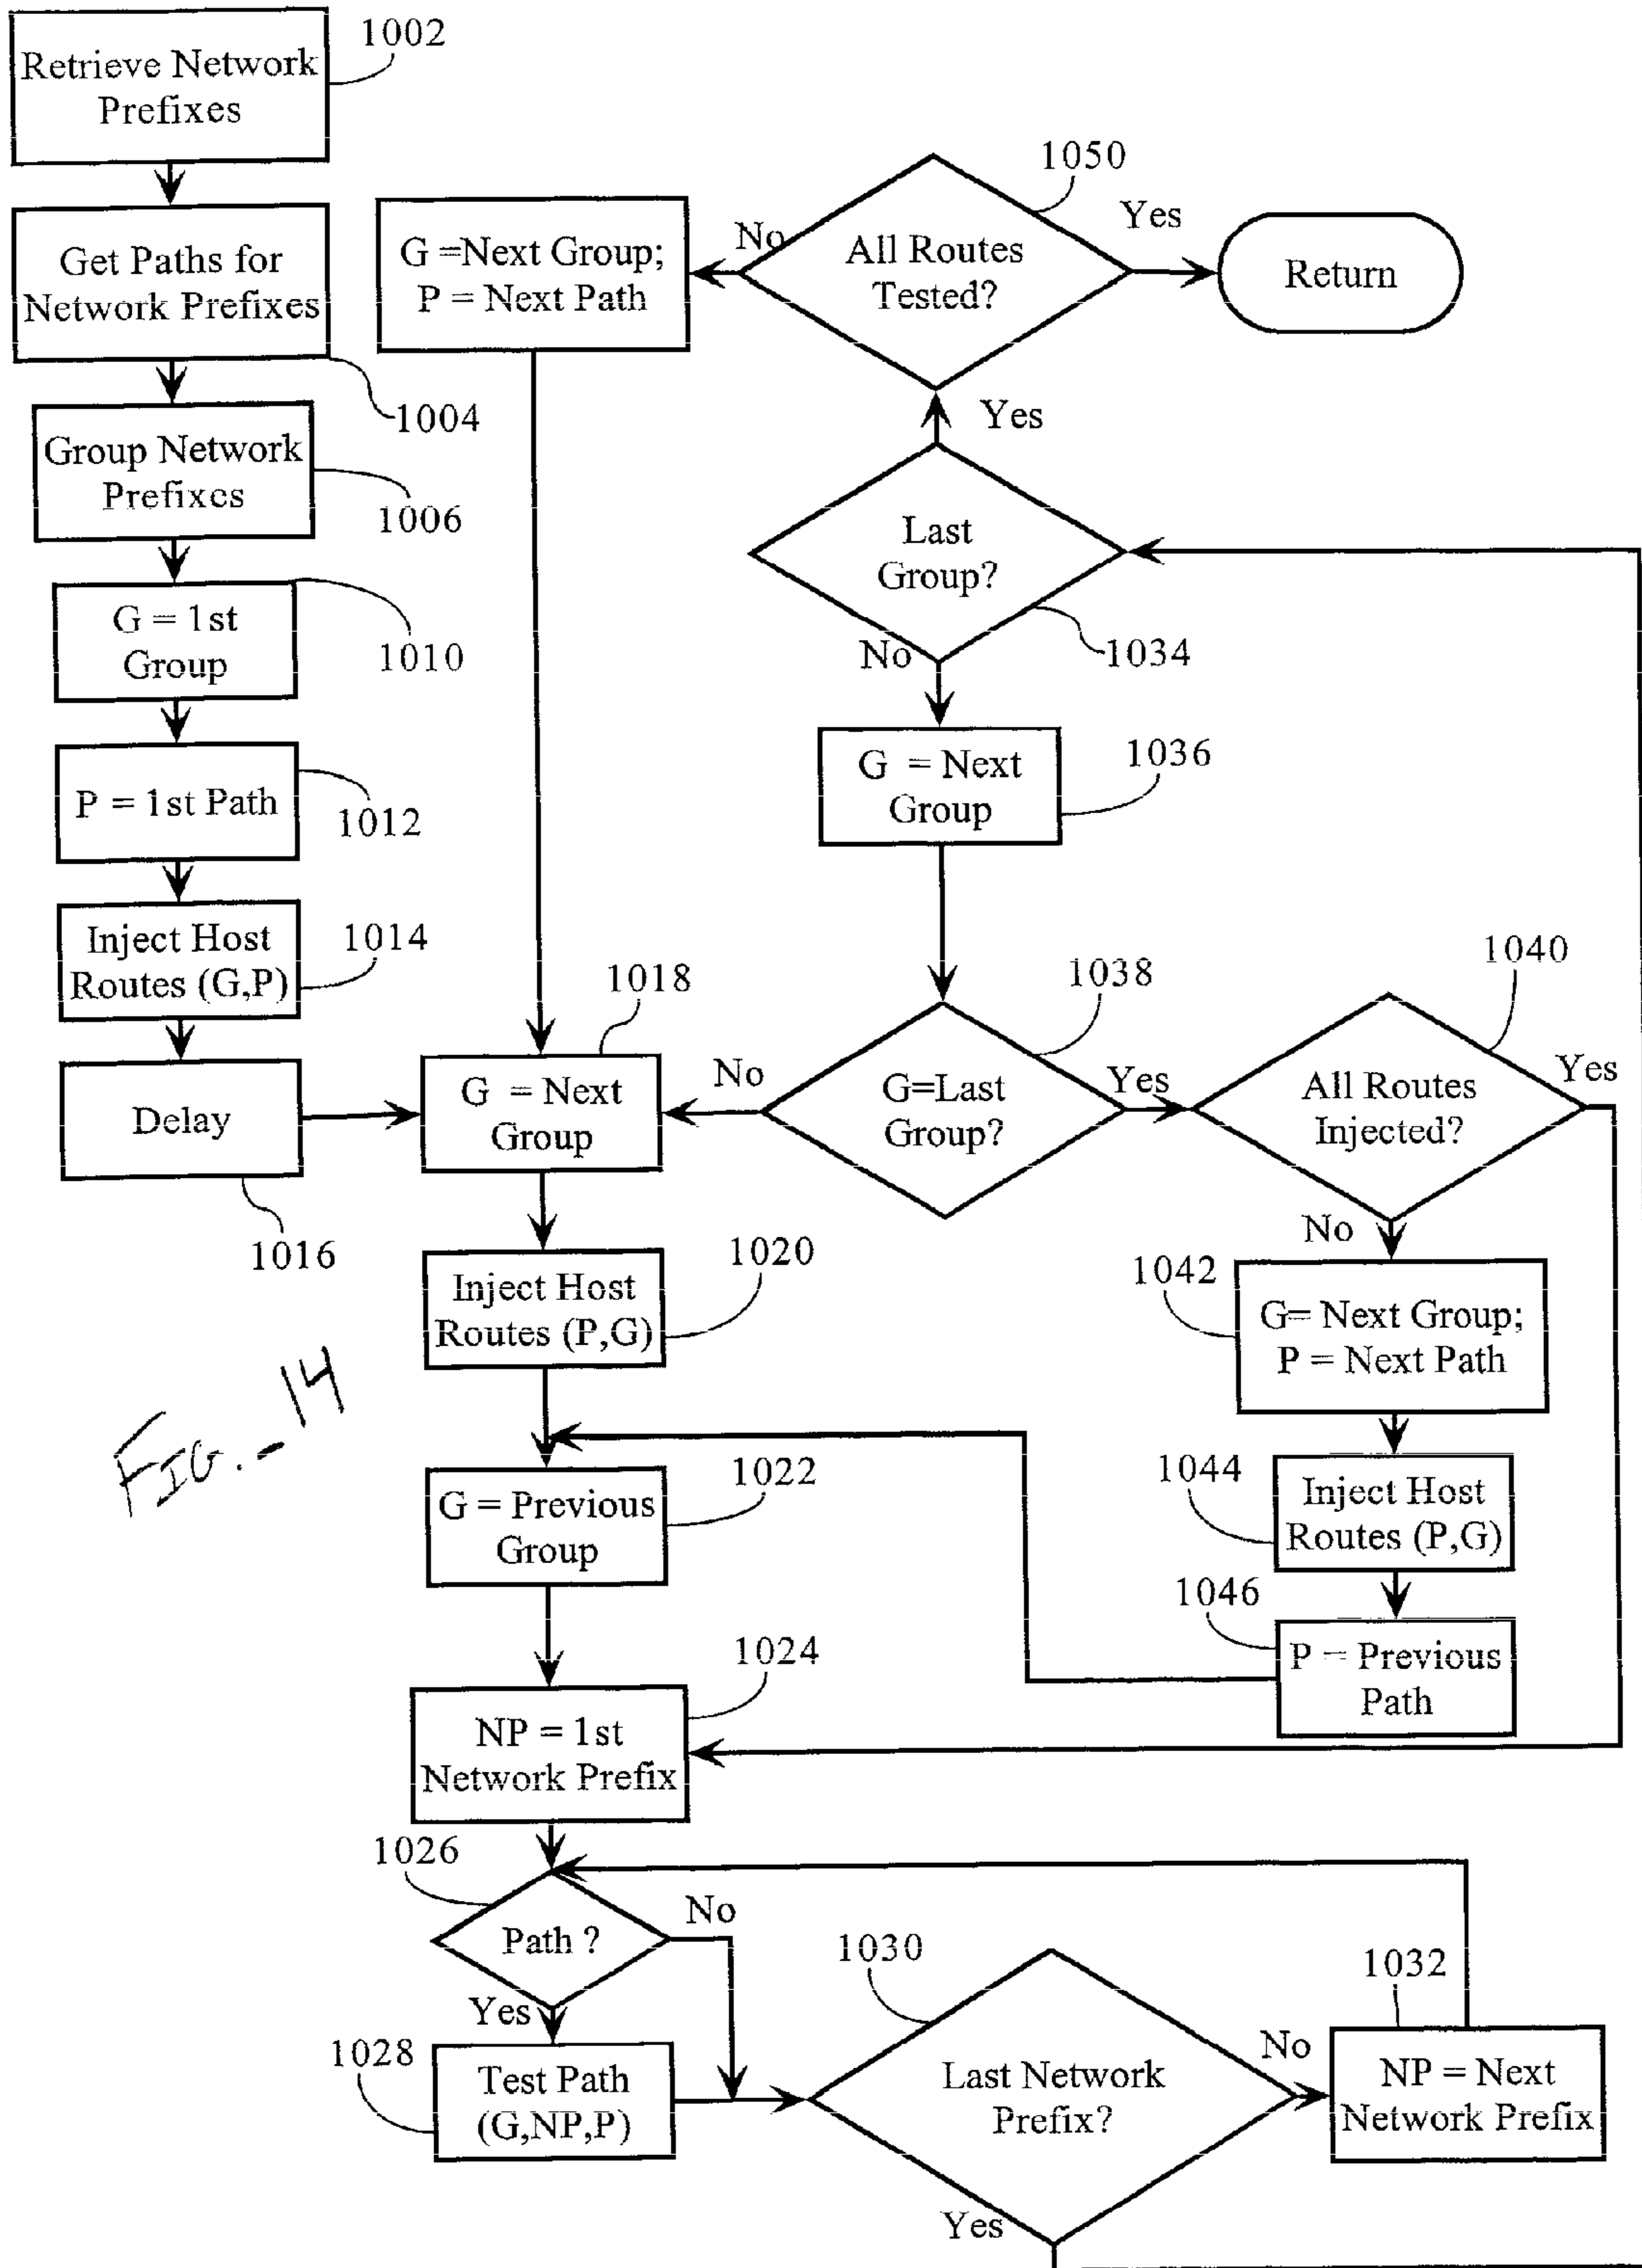 1002
Retrieve Network
Prefixes
Get Paths for
Network Prefixes
1004
Group Network
Prefixes
1006
G = 1st
Group
1010
P = 1st Path
1012
Inject Host
Routes (G,P)
1014
Delay
1016
G =Next Group;
P = Next Path
No
1050
All Routes
Tested?
Yes
Return
Yes
Last
Group?
1034
No
G = Next
Group
1036
1018
G = Next
Group
No
1038
G=Last
Group?
Yes
1040
All Routes
Injected?
Yes
No
1042
G= Next Group;
P = Next Path
1044
Inject Host
Routes (P,G)
1046
P = Previous
Path
Inject Host
Routes (P,G)
1020
FIG.-14
G = Previous
Group
1022
NP = 1st
Network Prefix
1024
1026
Path ?
No
Yes
1028
Test Path
(G,NP,P)
1030
Last Network
Prefix?
No
1032
NP = Next
Network Prefix
Yes